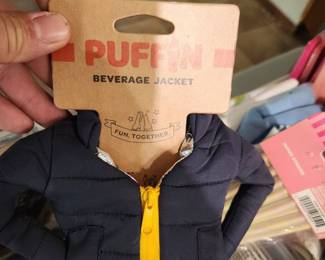 PUFFIN
BEVERAGE JACKET
FUN, TOGETHER